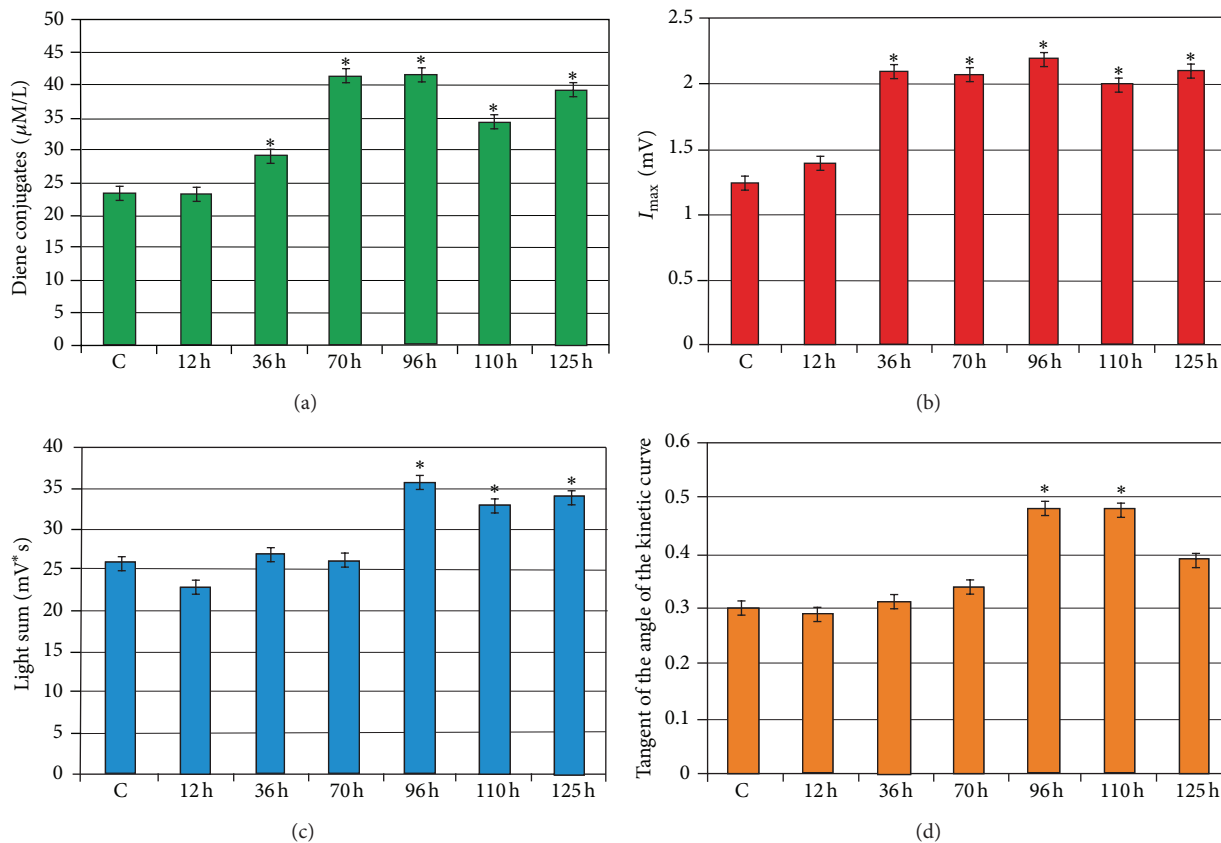 Diene conjugates (μM/L)
50
45
40
35
30
25
20
15
10
5
0
* * * * *
C 12 h 36 h 70 h 96 h 110 h 125 h
(a)
I_max (mV)
2.5
2
1.5
1
0.5
0
* * * * *
C 12 h 36 h 70 h 96 h 110 h 125 h
(b)
Light sum (mV* s)
40
35
30
25
20
15
10
5
0
* * *
C 12 h 36 h 70 h 96 h 110 h 125 h
(c)
Tangent of the angle of the kinetic curve
0.6
0.5
0.4
0.3
0.2
0.1
0
* *
C 12 h 36 h 70 h 96 h 110 h 125 h
(d)